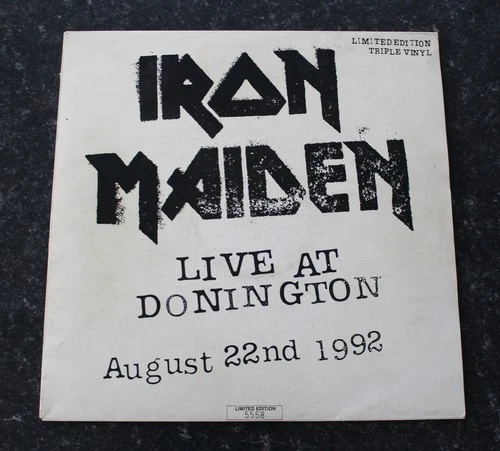 LIMITED EDITION
TRIPLE VINYL
IRON
MAIDEN
LIVE AT
DONINGTON
August 22nd 1992
LIMITED EDITION
5558